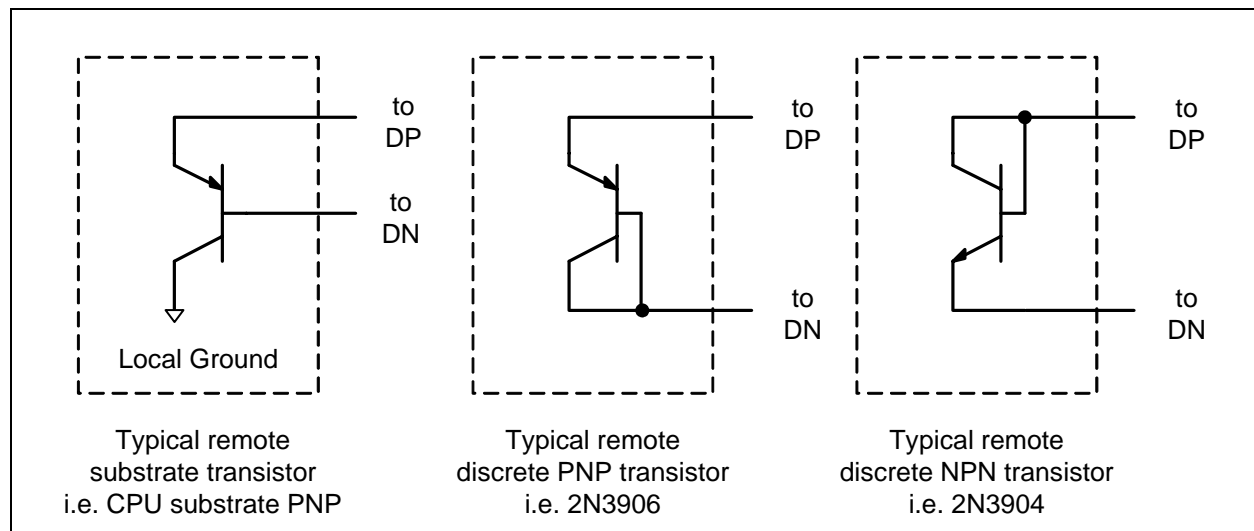 to
DP
to
DN
Local Ground
Typical remote
substrate transistor
i.e. CPU substrate PNP
to
DP
to
DN
Typical remote
discrete PNP transistor
i.e. 2N3906
to
DP
to
DN
Typical remote
discrete NPN transistor
i.e. 2N3904